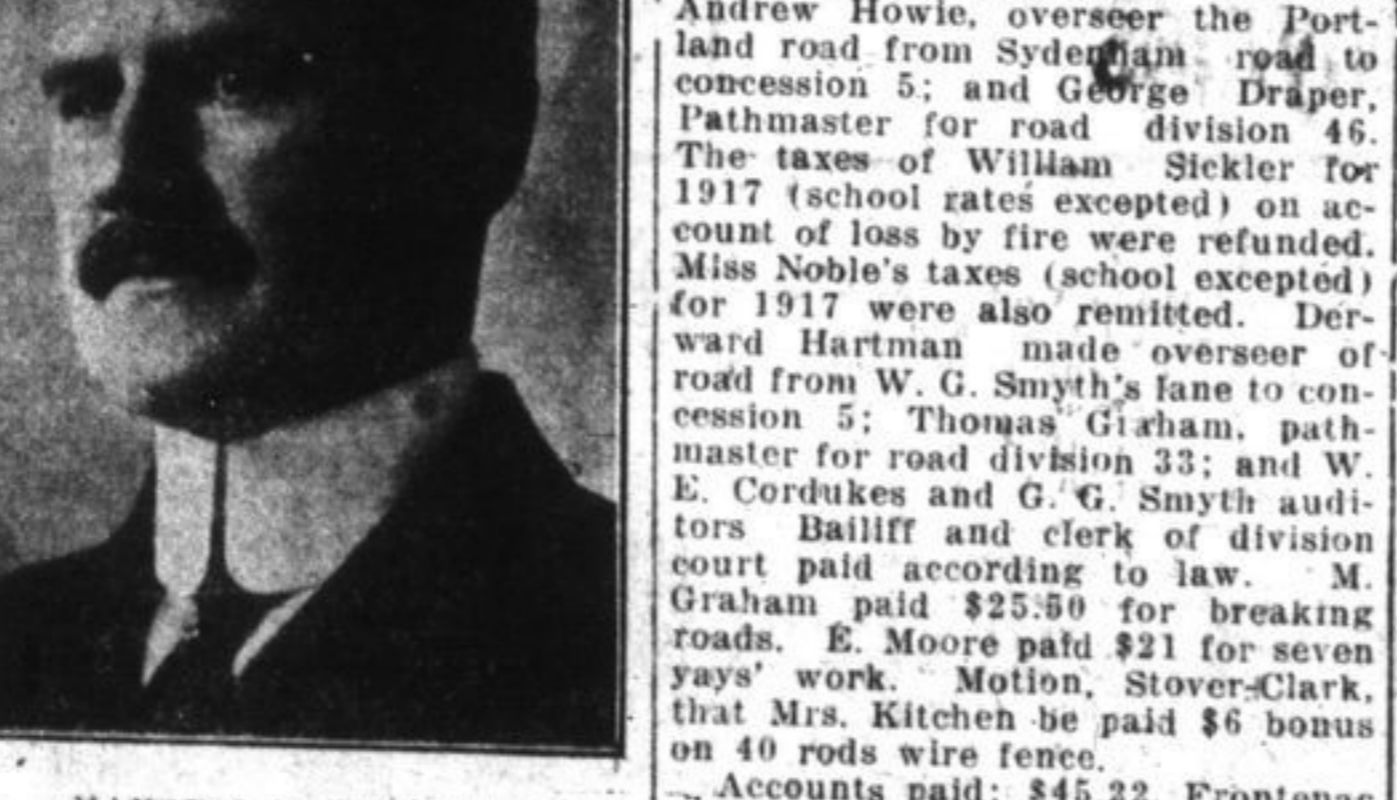 Andrew Howie, overseer the Port-
land road from Sydenham road to
concession 5; and George Draper,
Pathmaster for road division 46.
The taxes of William Sickler for
1917 (school rates excepted) on ac-
count of loss by fire were refunded.
Miss Noble's taxes (school excepted)
for 1917 were also remitted. Der-
ward Hartman made overseer of
road from W. G. Smyth's lane to con-
cession 5; Thomas Graham, path-
master for road division 33; and W.
E. Cordukes and G. G. Smyth audi-
tors Bailiff and clerk of division
court paid according to law. M.
Graham paid $25.50 for breaking
roads. E. Moore paid $21 for seven
yays' work. Motion, Stover-Clark,
that Mrs. Kitchen be paid $6 bonus
on 40 rods wire fence.
Accounts paid: $45.22, Frontenac